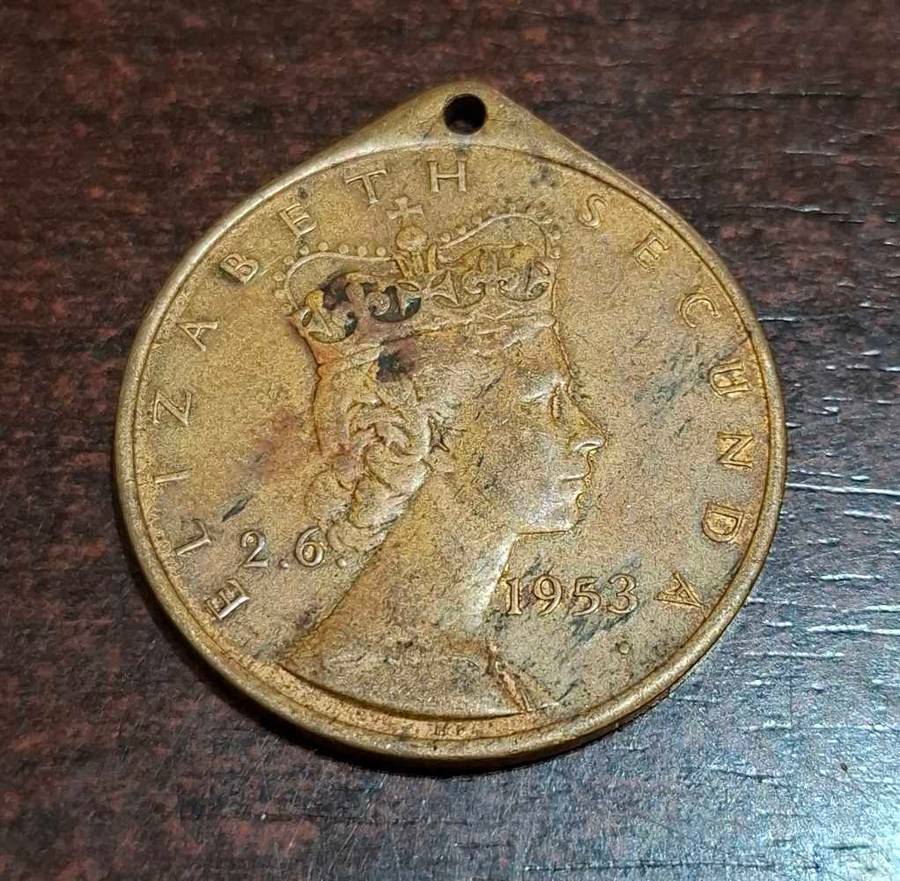 ELIZABETH SECUNDA
2.6.
1953